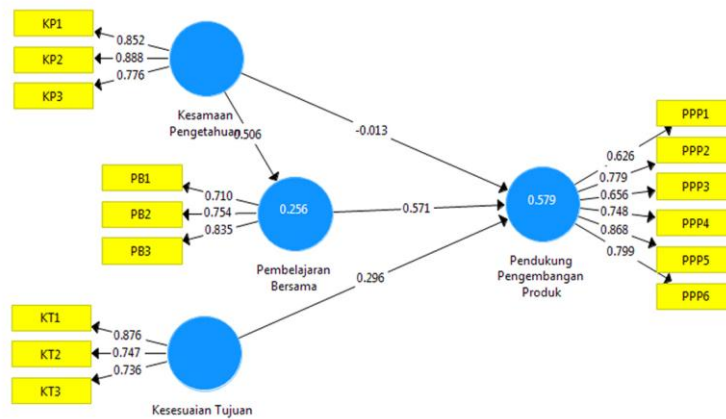 KP1
0.852
KP2
0.888
KP3
0.776
Kesamaan
Pengetahuan
0.506
-0.013
PB1
0.710
PB2
0.754
PB3
0.835
0.256
Pembelajaran
Bersama
0.571
KT1
0.876
KT2
0.747
KT3
0.736
Kesesuaian Tujuan
0.296
0.579
Pendukung
Pengembangan
Produk
PPP1
0.626
PPP2
0.779
PPP3
0.656
PPP4
0.748
PPP5
0.868
PPP6
0.799